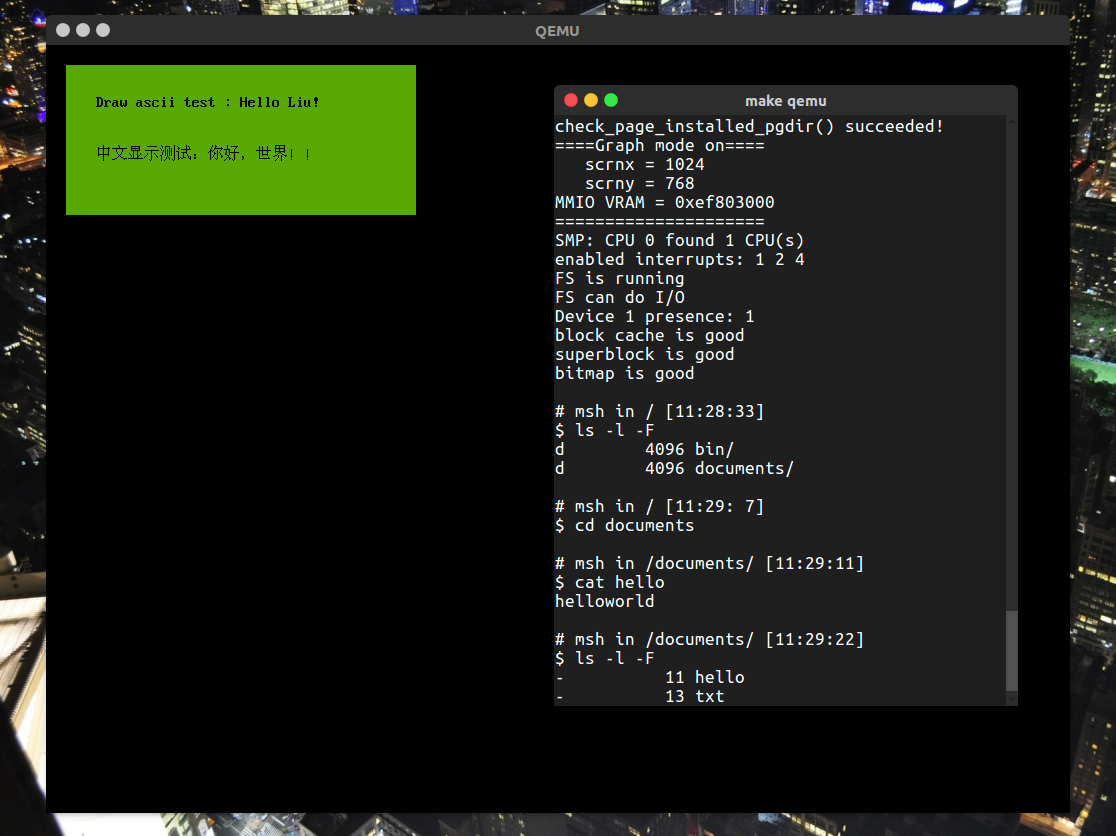 QEMU
Draw ascii test : Hello Liu!
中文显示测试：你好，世界！！
make qemu
check_page_installed_pgdir() succeeded!
====Graph mode on====
   scrnx = 1024
   scrny = 768
MMIO VRAM = 0xef803000
=====================
SMP: CPU 0 found 1 CPU(s)
enabled interrupts: 1 2 4
FS is running
FS can do I/O
Device 1 presence: 1
block cache is good
superblock is good
bitmap is good
# msh in / [11:28:33]
$ ls -l -F
d        4096 bin/
d        4096 documents/
# msh in / [11:29: 7]
$ cd documents
# msh in /documents/ [11:29:11]
$ cat hello
helloworld
# msh in /documents/ [11:29:22]
$ ls -l -F
-          11 hello
-          13 txt